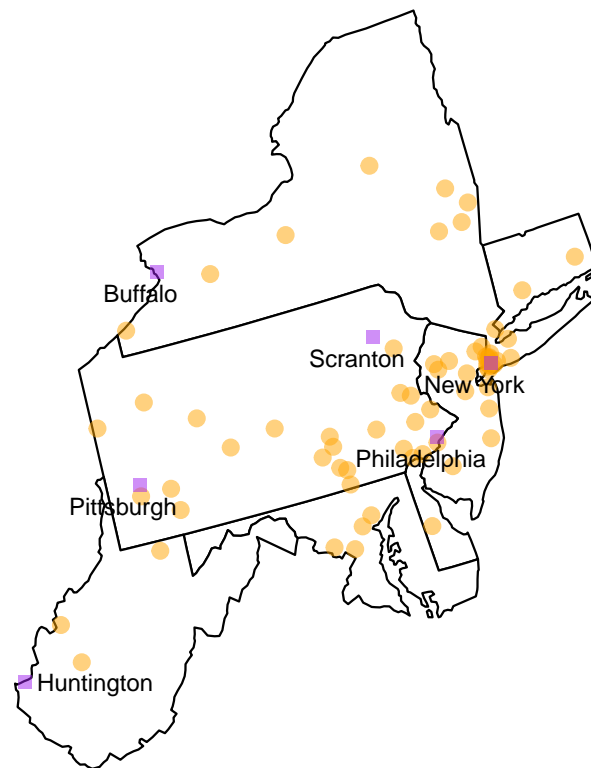 Buffalo
Scranton
New York
Philadelphia
Pittsburgh
Huntington